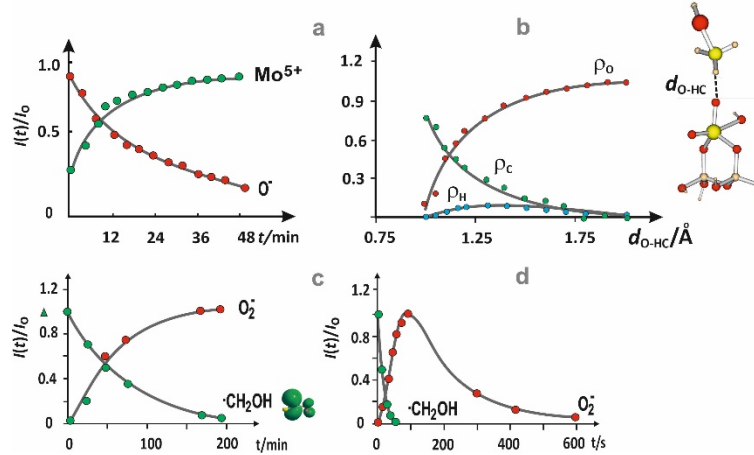 a
I(t)/I₀
1.0
0.5
0
Mo⁵⁺
O⁻
12 24 36 48 t/min
b
1.2
0.9
0.6
0.3
ρO
ρC
ρH
0.75 1.25 1.75 dO-HC/Å
dO-HC
c
I(t)/I₀
1.2
0.8
0.4
0
O₂⁻
·CH₂OH
0 100 200 t/min
d
I(t)/I₀
1.2
0.8
0.4
0
·CH₂OH
O₂⁻
0 200 400 600 t/s